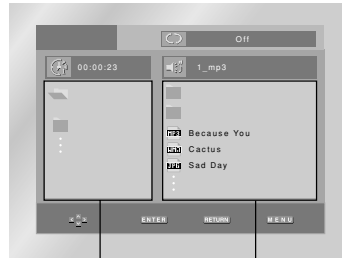 Off
00:00:23
1_mp3
MP3 Because You
WMA Cactus
JPG Sad Day
ENTER RETURN MENU